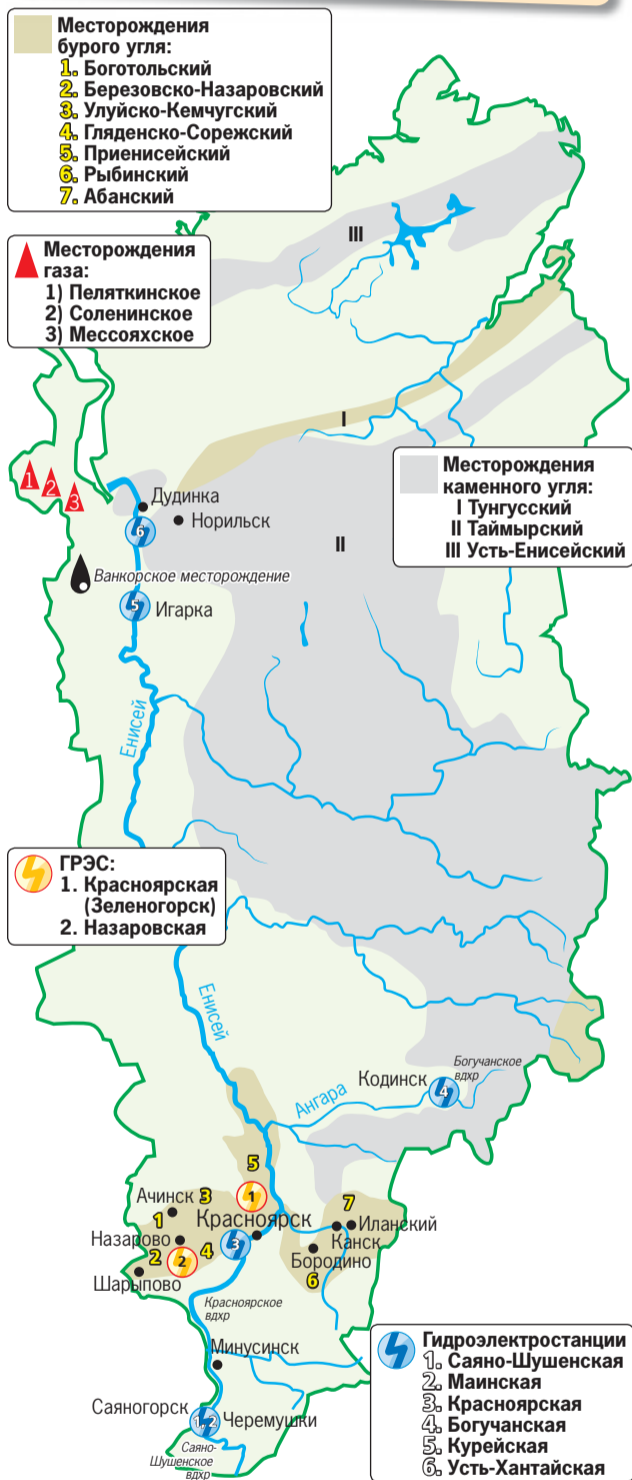 Месторождения
бурого угля:
1. Боготольский
2. Березовско-Назаровский
3. Улуйско-Кемчугский
4. Гляденско-Сорежский
5. Приенисейский
6. Рыбинский
7. Абанский
III
Месторождения
газа:
1) Пеляткинское
2) Соленинское
3) Мессояхское
I
1
2
3
Месторождения
каменного угля:
I Тунгусский
II Таймырский
III Усть-Енисейский
Дудинка
Норильск
6
II
Ванкорское месторождение
5
Игарка
Енисей
ГРЭС:
1. Красноярская
(Зеленогорск)
2. Назаровская
Енисей
Богучанское
вдхр
Кодинск
4
Ангара
5
7
Ачинск
3
1
1
Красноярск
Иланский
Канск
Назарово
4
3
Бородино
2
2
6
Шарыпово
Красноярское
вдхр
Минусинск
Саяногорск
1,2
Черемушки
Саяно-
Шушенское
вдхр
Гидроэлектростанции
1. Саяно-Шушенская
2. Маинская
3. Красноярская
4. Богучанская
5. Курейская
6. Усть-Хантайская